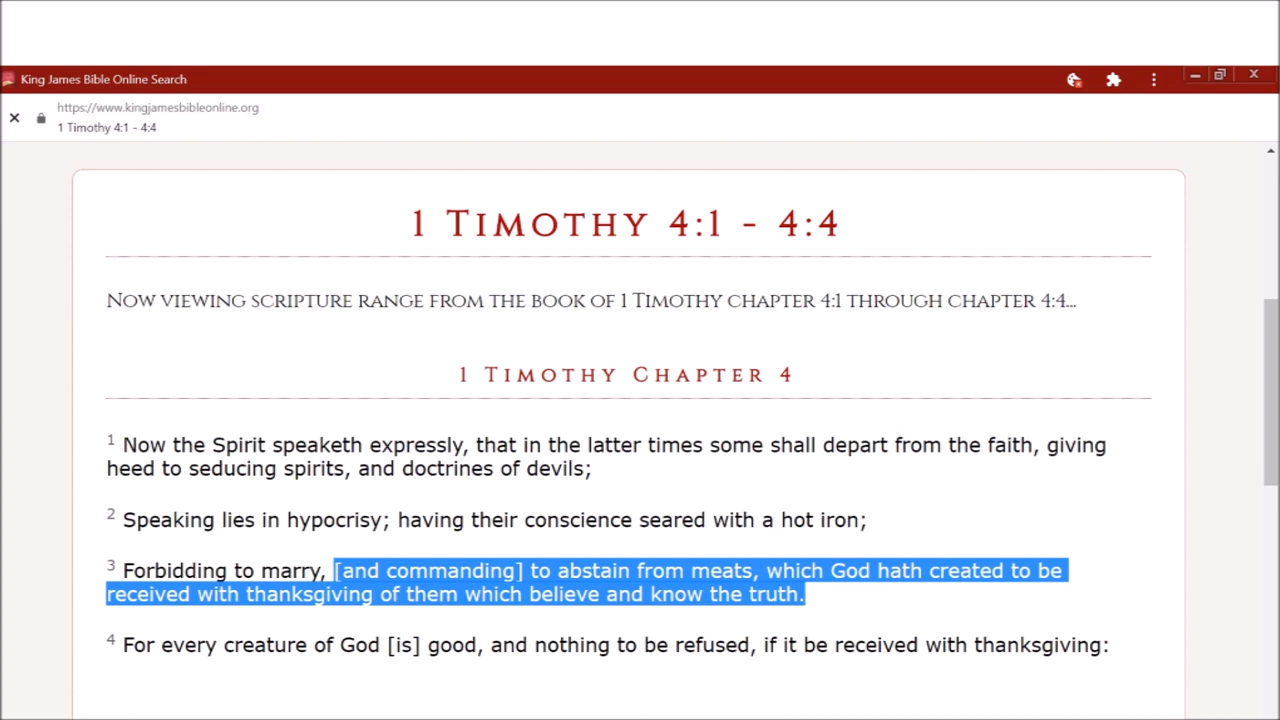 King James Bible Online Search
https://www.kingjamesbibleonline.org
1 Timothy 4:1 - 4:4
1 Timothy 4:1 - 4:4
Now viewing scripture range from the book of 1 Timothy chapter 4:1 through chapter 4:4...
1 Timothy Chapter 4
1 Now the Spirit speaketh expressly, that in the latter times some shall depart from the faith, giving
heed to seducing spirits, and doctrines of devils;
2 Speaking lies in hypocrisy; having their conscience seared with a hot iron;
3 Forbidding to marry, [and commanding] to abstain from meats, which God hath created to be
received with thanksgiving of them which believe and know the truth.
4 For every creature of God [is] good, and nothing to be refused, if it be received with thanksgiving: